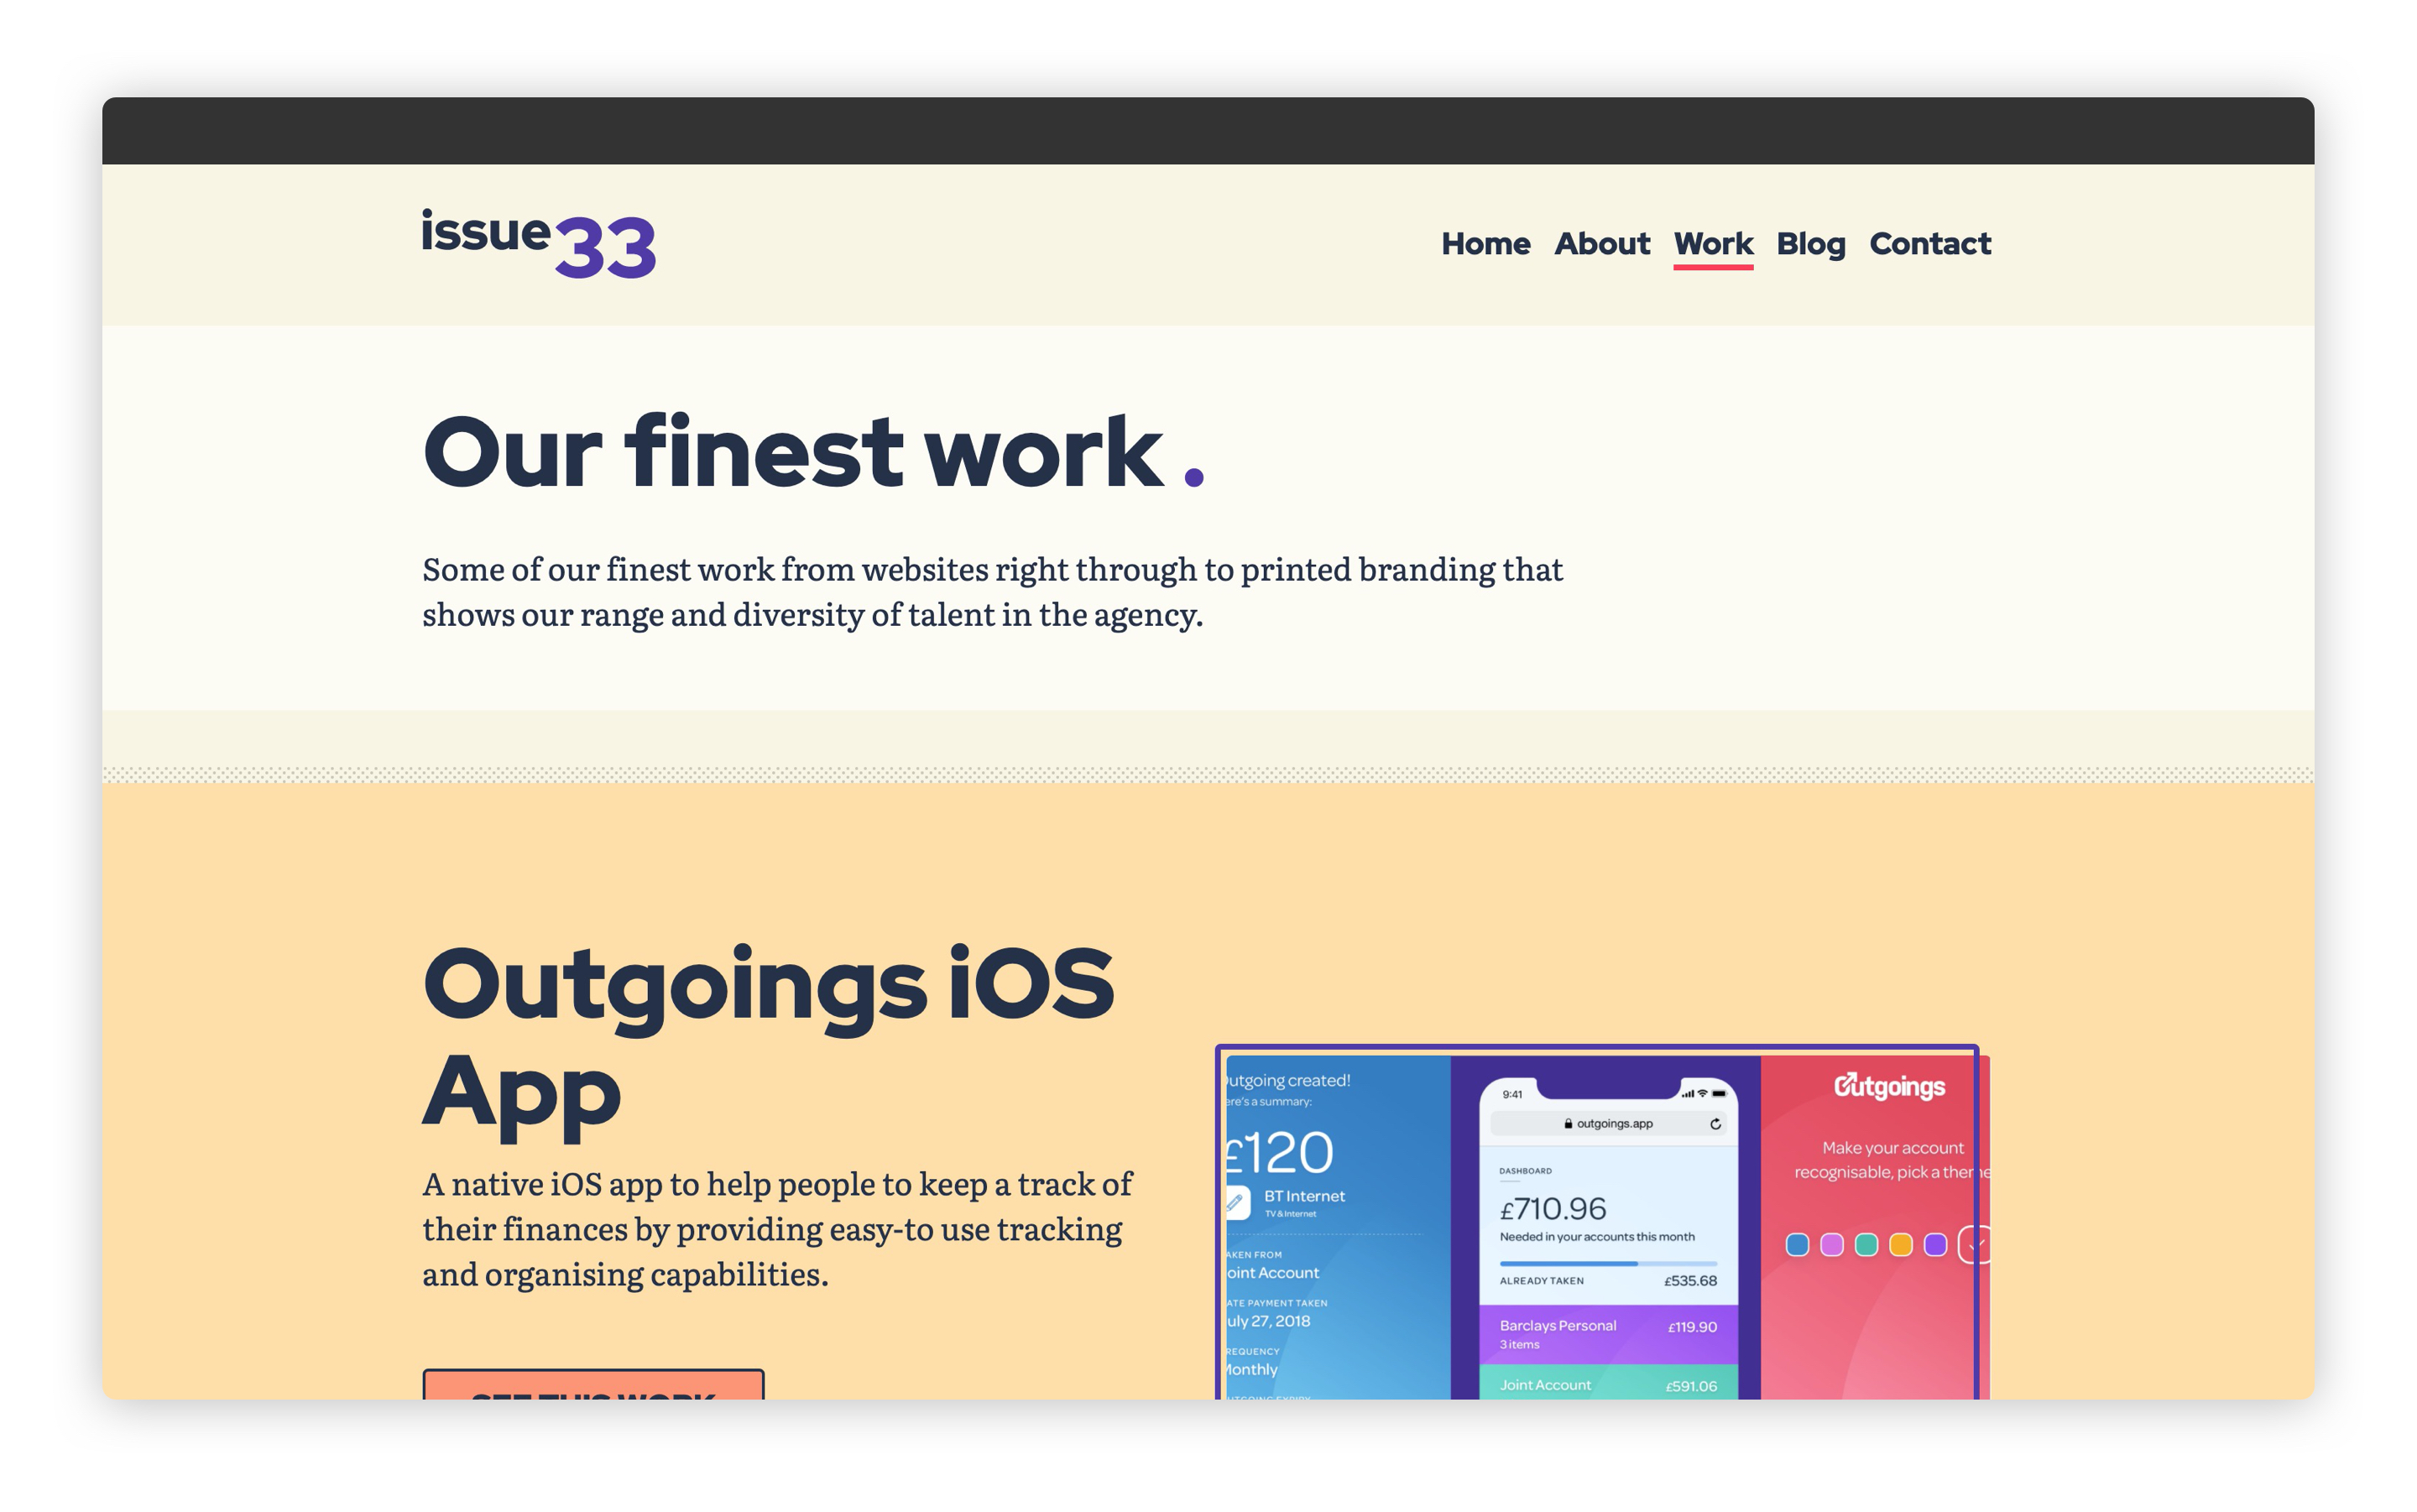 issue33
Home About Work Blog Contact
Our finest work .
Some of our finest work from websites right through to printed branding that
shows our range and diversity of talent in the agency.
Outgoings iOS
App
A native iOS app to help people to keep a track of
their finances by providing easy-to use tracking
and organising capabilities.
SEE THIS WORK
utgoing created!
ere's a summary:
£120
BT Internet
TV & Internet
AKEN FROM
oint Account
ATE PAYMENT TAKEN
uly 27, 2018
REQUENCY
Monthly
9:41
outgoings.app
DASHBOARD
£710.96
Needed in your accounts this month
ALREADY TAKEN £535.68
Barclays Personal £119.90
3 items
Joint Account £591.06
Outgoings
Make your account
recognisable, pick a theme